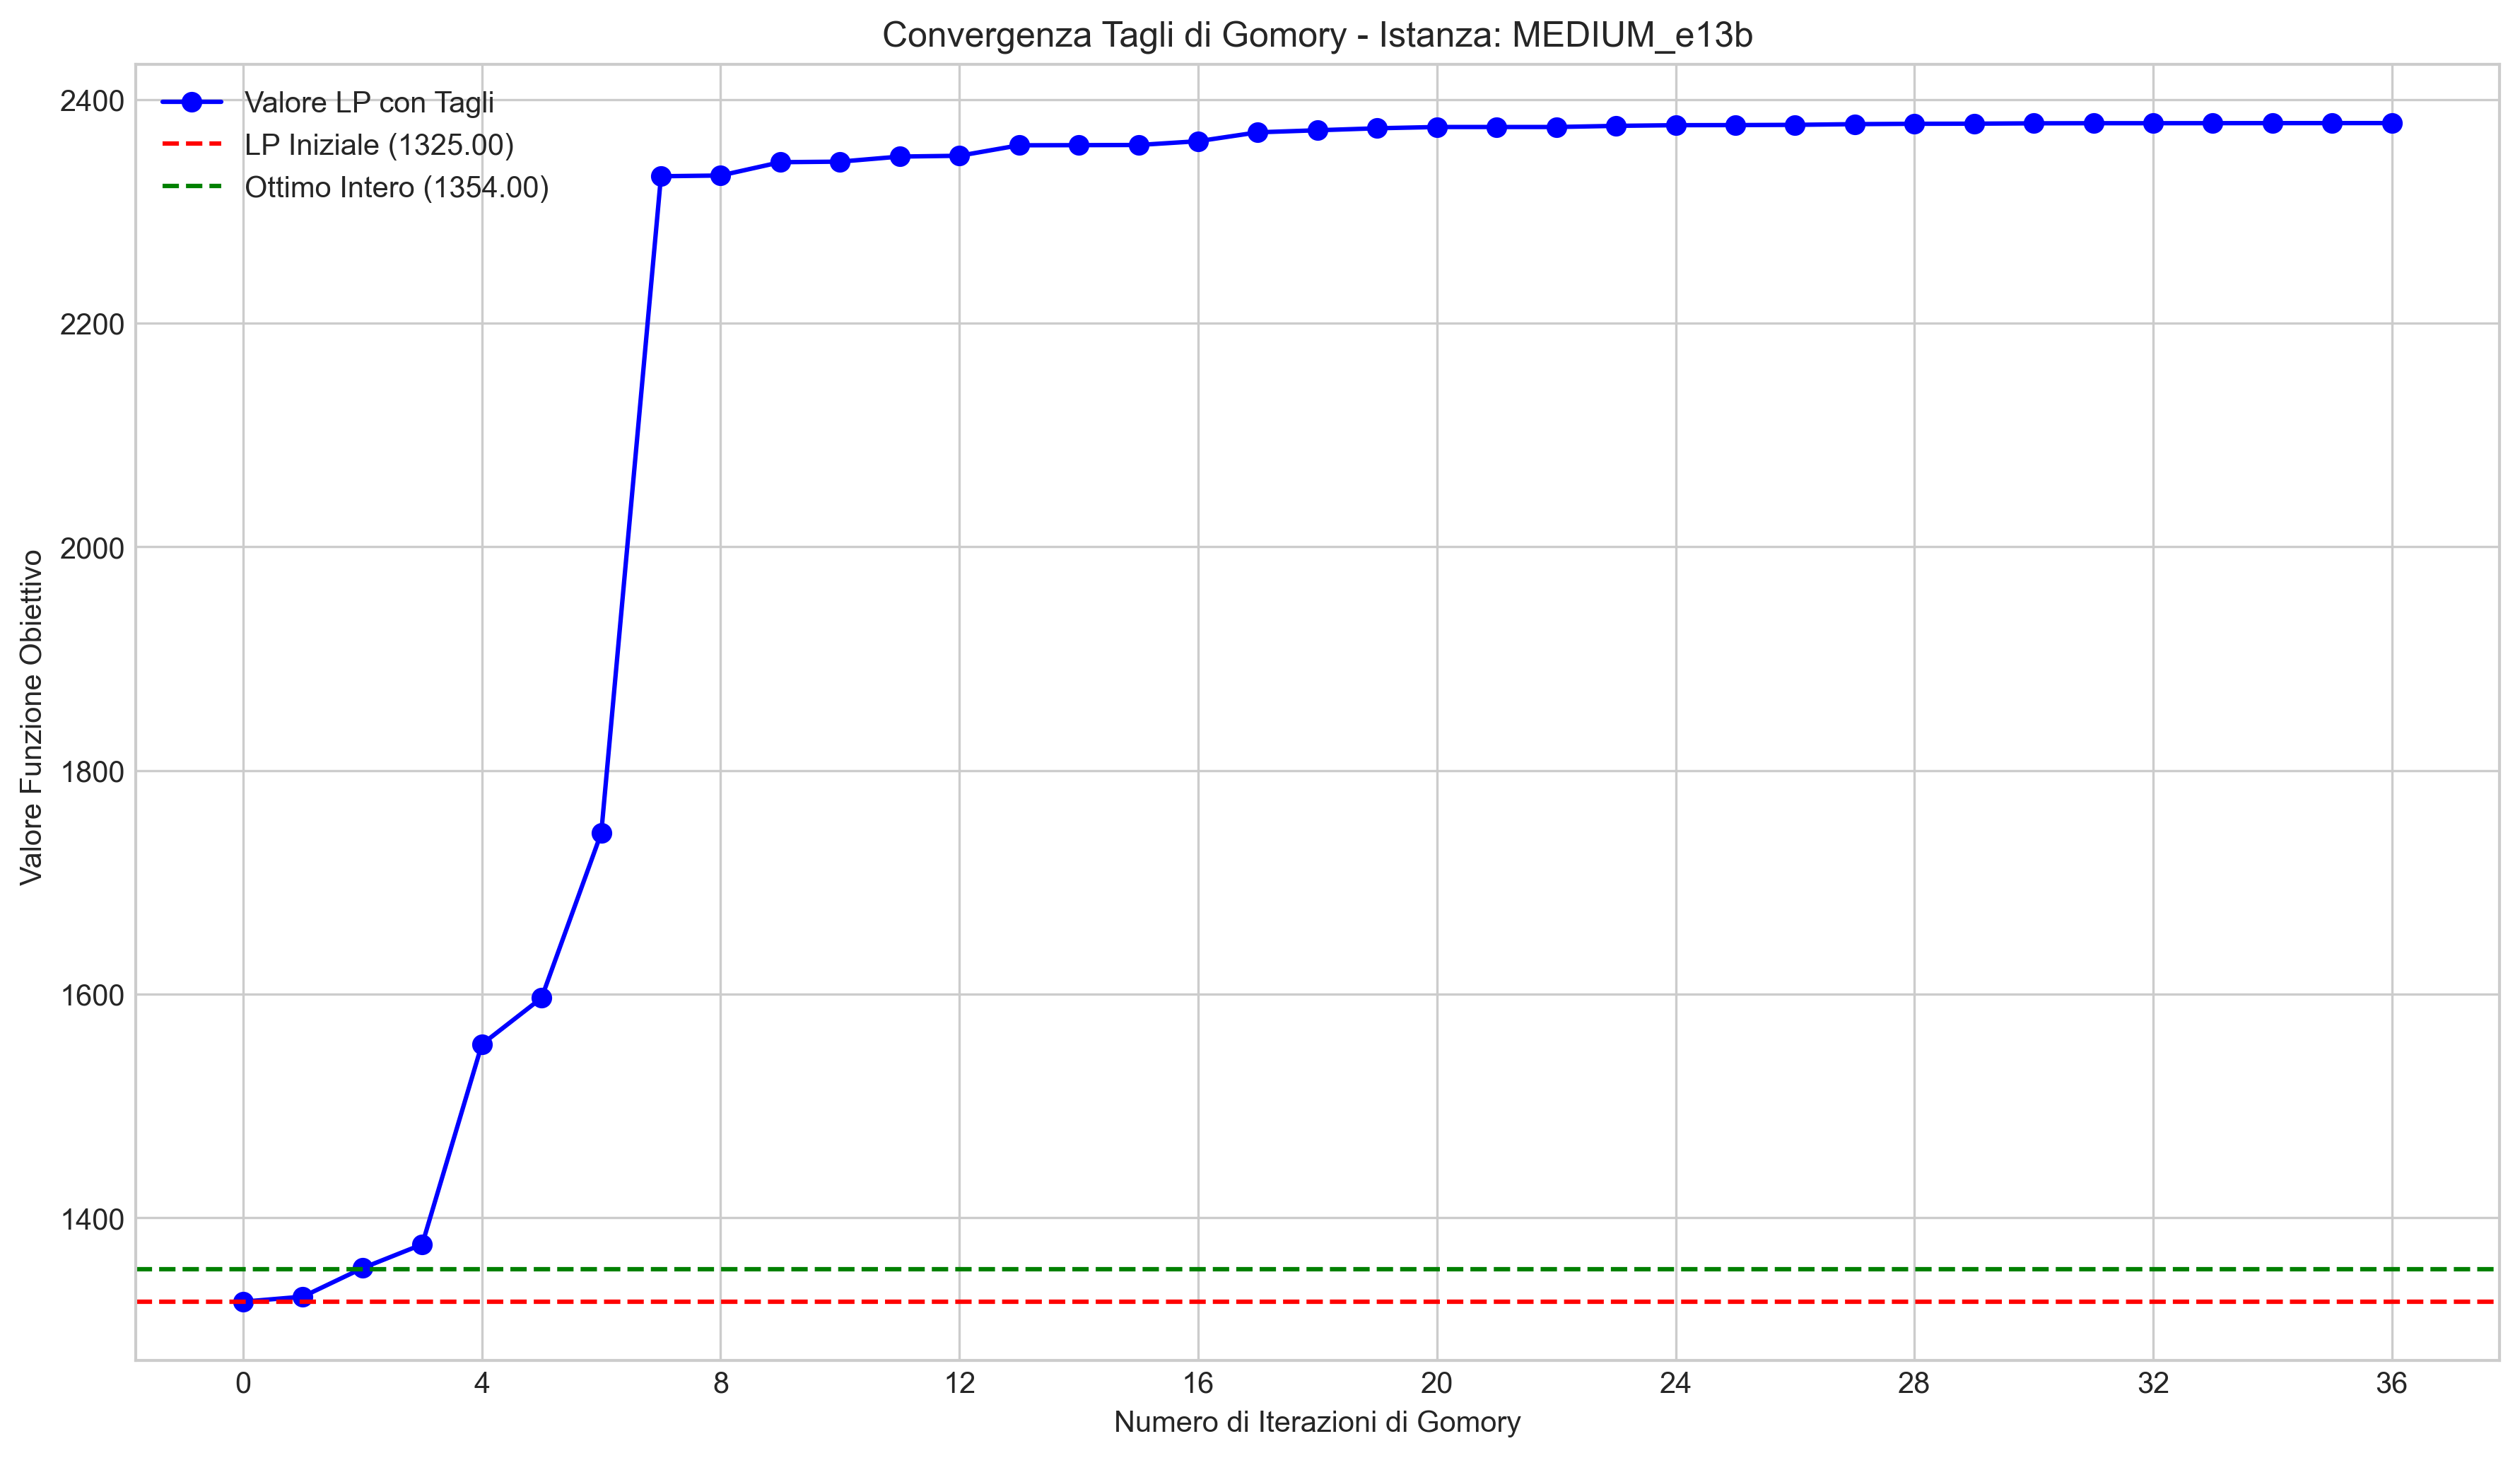 Convergenza Tagli di Gomory - Istanza: MEDIUM_e13b
Valore LP con Tagli
LP Iniziale (1325.00)
Ottimo Intero (1354.00)
Valore Funzione Obiettivo
2400
2200
2000
1800
1600
1400
0 4 8 12 16 20 24 28 32 36
Numero di Iterazioni di Gomory